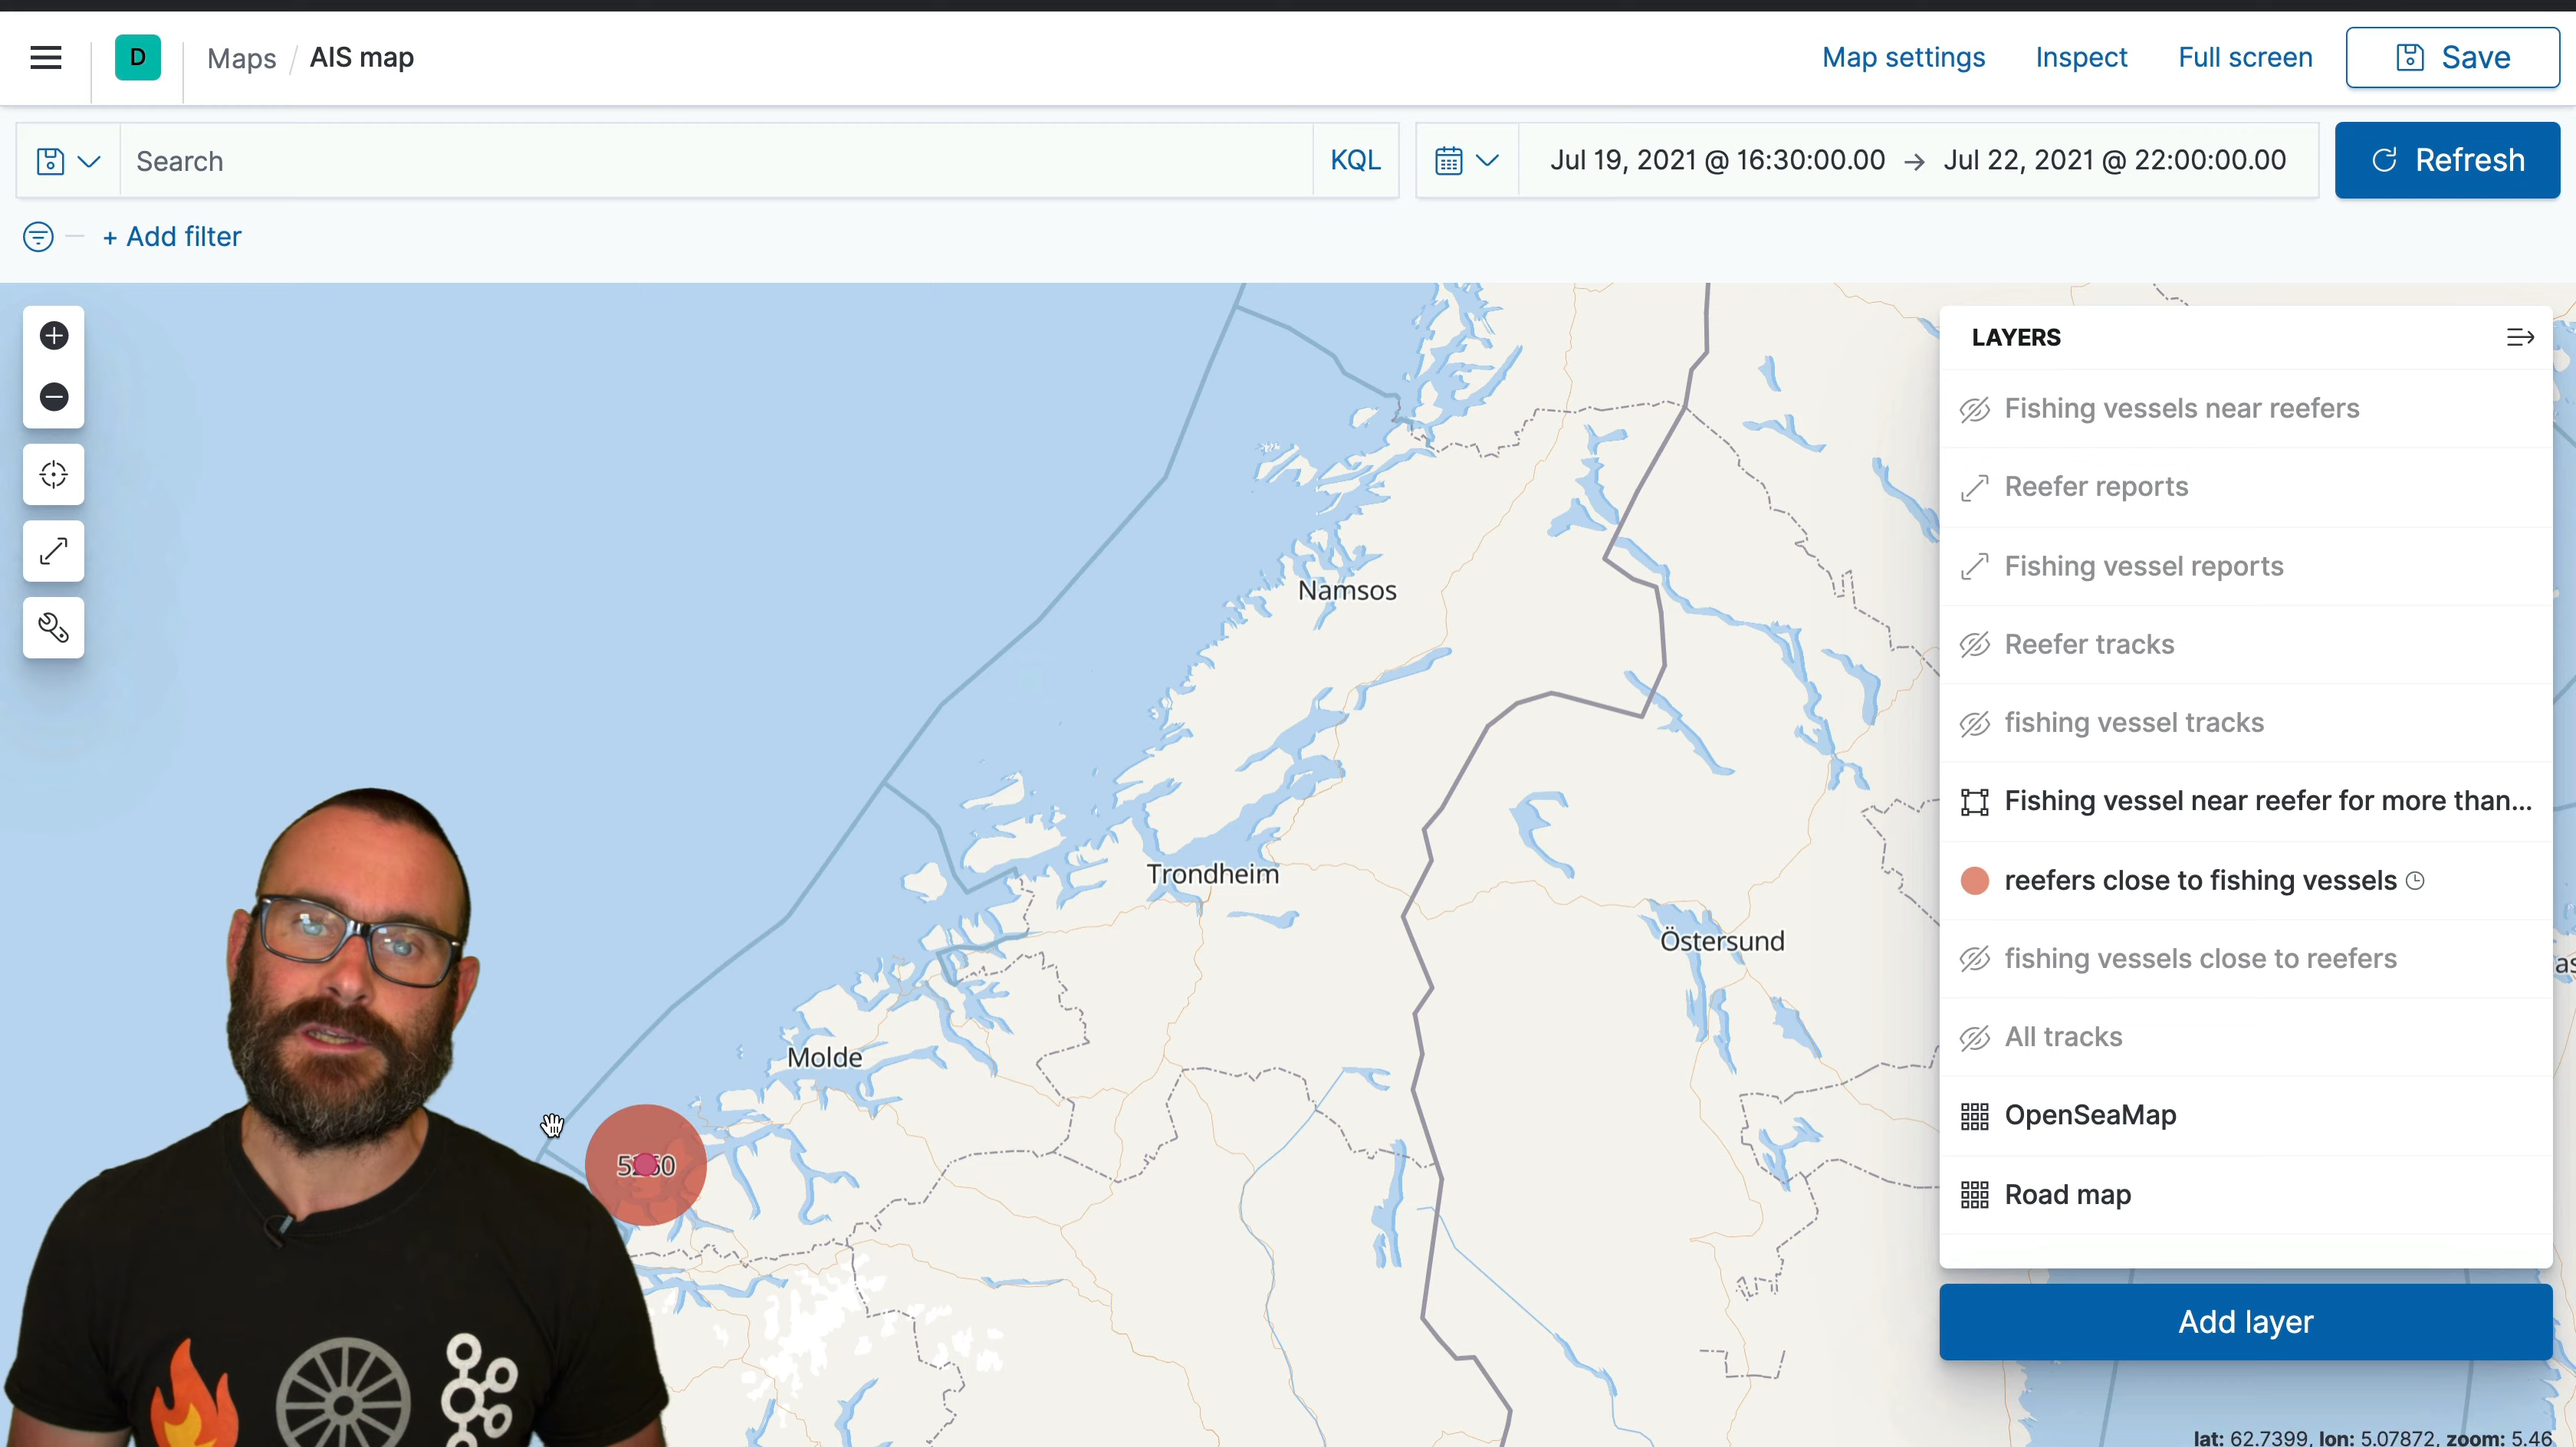 D
Maps / AIS map
Map settings
Inspect
Full screen
Save
Search
KQL
Jul 19, 2021 @ 16:30:00.00 → Jul 22, 2021 @ 22:00:00.00
Refresh
+ Add filter
LAYERS
Fishing vessels near reefers
Reefer reports
Fishing vessel reports
Reefer tracks
fishing vessel tracks
Fishing vessel near reefer for more than...
reefers close to fishing vessels
fishing vessels close to reefers
All tracks
OpenSeaMap
Road map
Add layer
Namsos
Trondheim
Östersund
Molde
lat: 62.7399, lon: 5.07872, zoom: 5.46